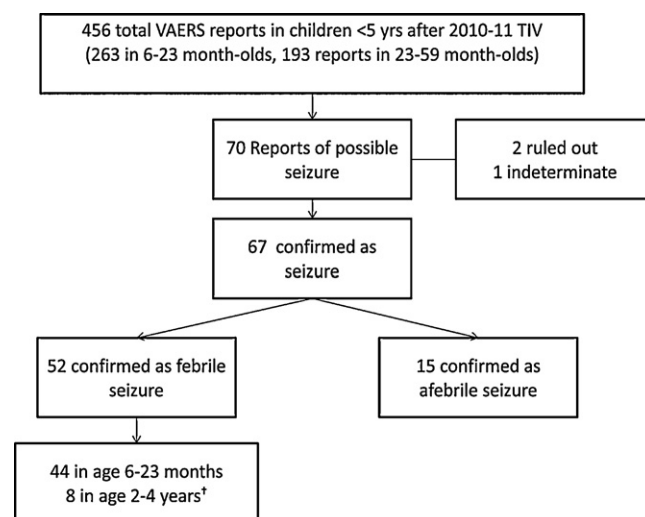 456 total VAERS reports in children <5 yrs after 2010-11 TIV
(263 in 6-23 month-olds, 193 reports in 23-59 month-olds)
70 Reports of possible
seizure
2 ruled out
1 indeterminate
67 confirmed as
seizure
52 confirmed as febrile
seizure
15 confirmed as
afebrile seizure
44 in age 6-23 months
8 in age 2-4 years†